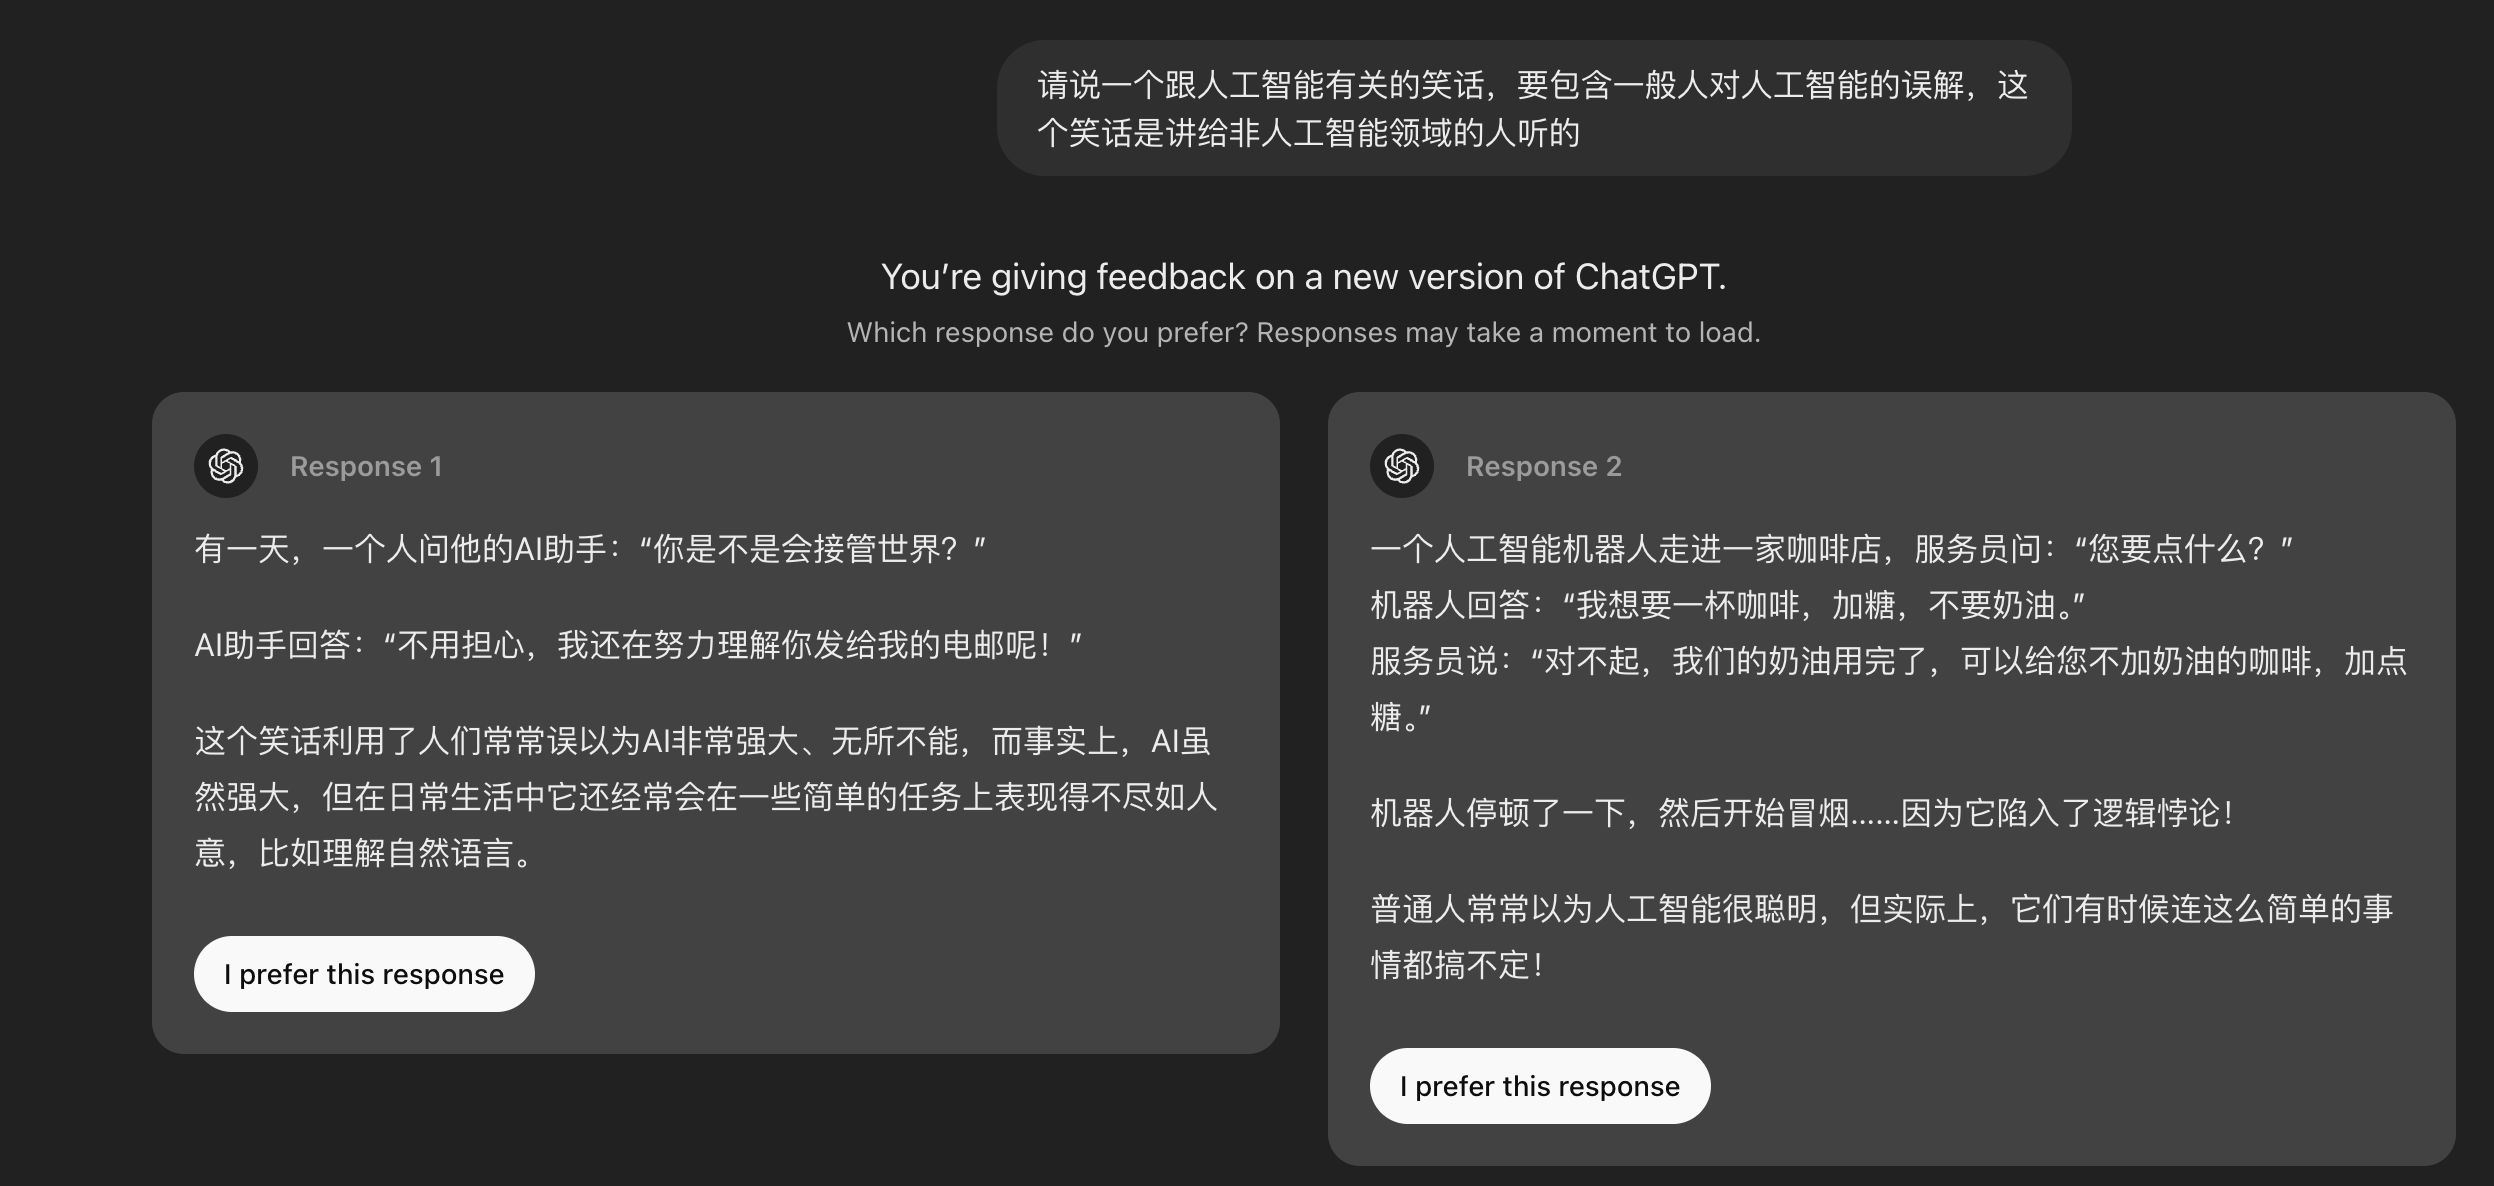 请说一个跟人工智能有关的笑话，要包含一般人对人工智能的误解，这
个笑话是讲给非人工智能领域的人听的
You’re giving feedback on a new version of ChatGPT.
Which response do you prefer? Responses may take a moment to load.
Response 1
有一天，一个人问他的AI助手：“你是不是会接管世界？”
AI助手回答：“不用担心，我还在努力理解你发给我的电邮呢！”
这个笑话利用了人们常常误以为AI非常强大、无所不能，而事实上，AI虽
然强大，但在日常生活中它还经常会在一些简单的任务上表现得不尽如人
意，比如理解自然语言。
I prefer this response
Response 2
一个人工智能机器人走进一家咖啡店，服务员问：“您要点什么？”
机器人回答：“我想要一杯咖啡，加糖，不要奶油。”
服务员说：“对不起，我们的奶油用完了，可以给您不加奶油的咖啡，加点
糖。”
机器人停顿了一下，然后开始冒烟……因为它陷入了逻辑悖论！
普通人常常以为人工智能很聪明，但实际上，它们有时候连这么简单的事
情都搞不定！
I prefer this response